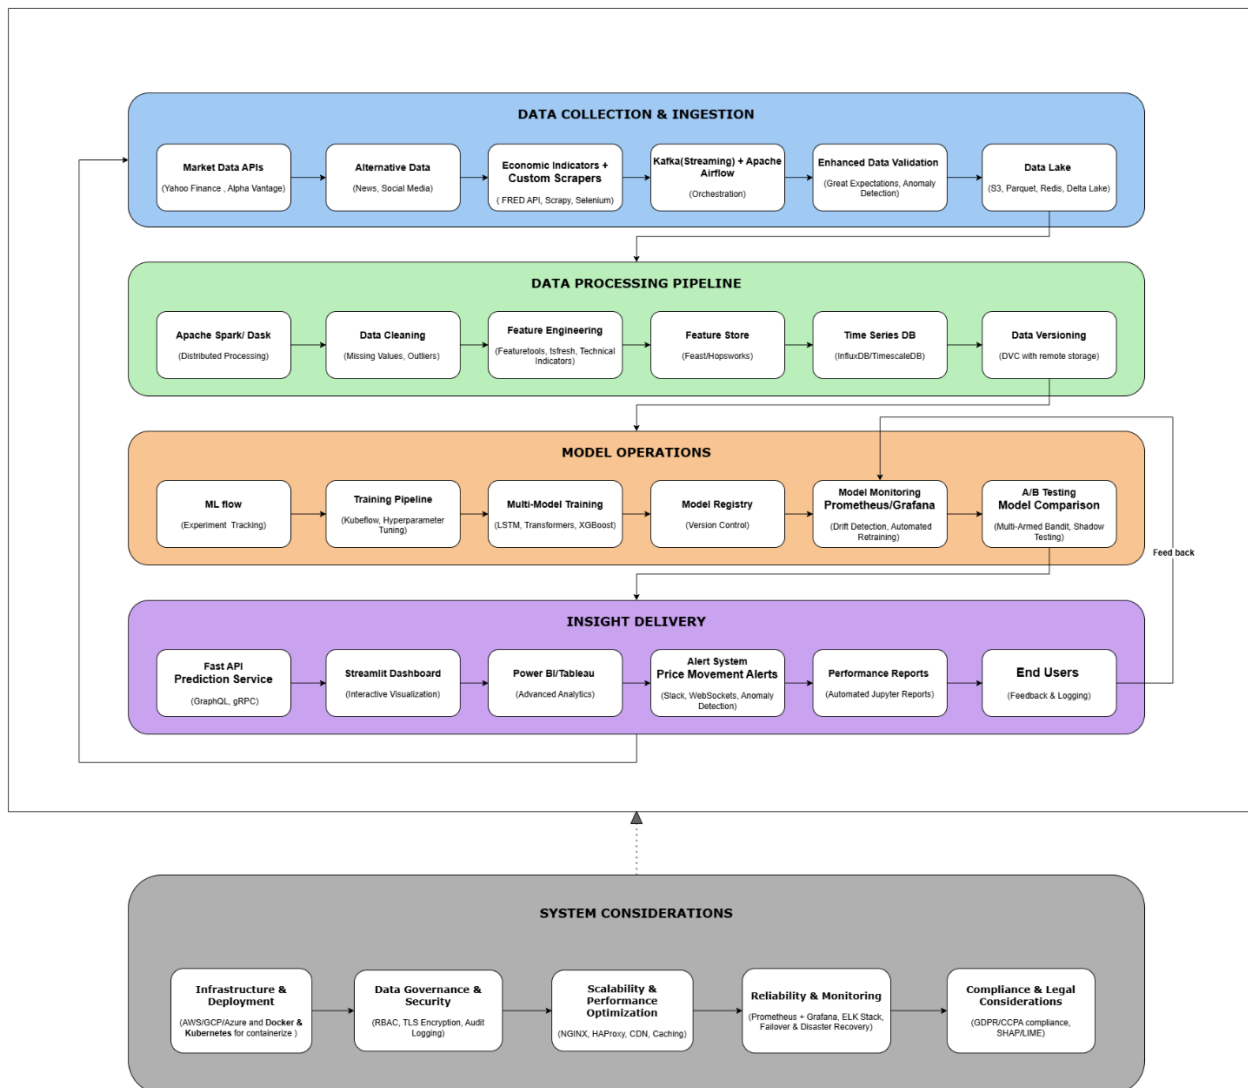 DATA COLLECTION & INGESTION
Market Data APIs
(Yahoo Finance , Alpha Vantage)
Alternative Data
(News, Social Media)
Economic Indicators +
Custom Scrapers
( FRED API, Scrapy, Selenium)
Kafka(Streaming) + Apache
Airflow
(Orchestration)
Enhanced Data Validation
(Great Expectations, Anomaly
Detection)
Data Lake
(S3, Parquet, Redis, Delta Lake)
DATA PROCESSING PIPELINE
Apache Spark/ Dask
(Distributed Processing)
Data Cleaning
(Missing Values, Outliers)
Feature Engineering
(Featuretools, tsfresh, Technical
Indicators)
Feature Store
(Feast/Hopsworks)
Time Series DB
(InfluxDB/TimescaleDB)
Data Versioning
(DVC with remote storage)
MODEL OPERATIONS
ML flow
(Experiment Tracking)
Training Pipeline
(Kubeflow, Hyperparameter
Tuning)
Multi-Model Training
(LSTM, Transformers, XGBoost)
Model Registry
(Version Control)
Model Monitoring
Prometheus/Grafana
(Drift Detection, Automated
Retraining)
A/B Testing
Model Comparison
(Multi-Armed Bandit, Shadow
Testing)
Feed back
INSIGHT DELIVERY
Fast API
Prediction Service
(GraphQL, gRPC)
Streamlit Dashboard
(Interactive Visualization)
Power BI/Tableau
(Advanced Analytics)
Alert System
Price Movement Alerts
(Slack, WebSockets, Anomaly
Detection)
Performance Reports
(Automated Jupyter Reports)
End Users
(Feedback & Logging)
SYSTEM CONSIDERATIONS
Infrastructure &
Deployment
(AWS/GCP/Azure and Docker &
Kubernetes for containerize )
Data Governance &
Security
(RBAC, TLS Encryption, Audit
Logging)
Scalability &
Performance
Optimization
(NGINX, HAProxy, CDN, Caching)
Reliability & Monitoring
(Prometheus + Grafana, ELK Stack,
Failover & Disaster Recovery)
Compliance & Legal
Considerations
(GDPR/CCPA compliance,
SHAP/LIME)